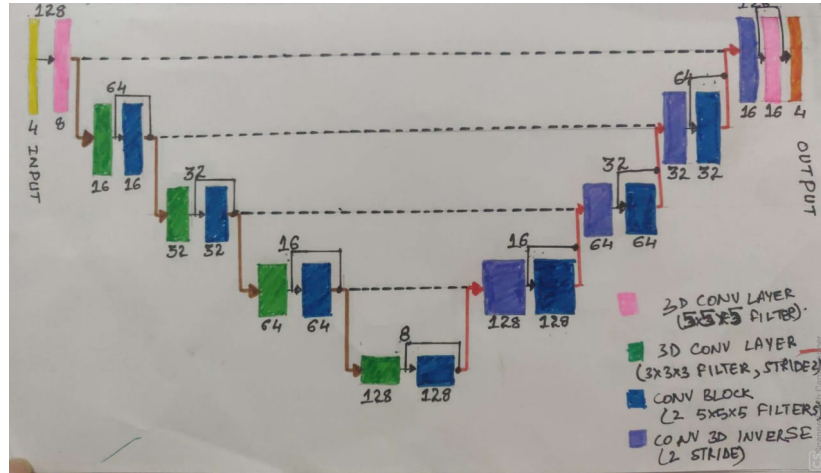 128
4
8
INPUT
64
16 16
32
32 32
16
64 64
8
128 128
16
128 128
32
64 64
64
32 32
128
16 16 4
OUTPUT
3D CONV LAYER
FILTER).
3D CONV LAYER
(3X3X3 FILTER, STRIDE2)
CONV BLOCK
(2 5X5X5 FILTERS)
CONV 3D INVERSE
(2 STRIDE)